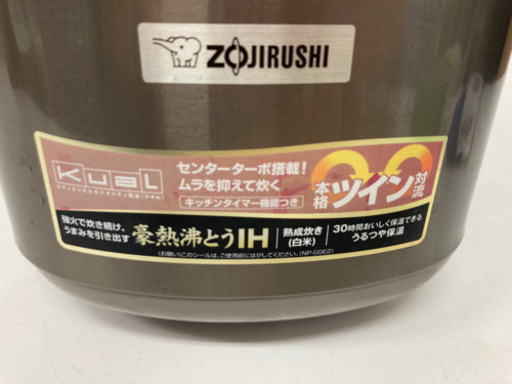 ZOJIRUSHI
KuaL
センターターボ搭載!
ムラを抑えて炊く
キッチンタイマー機能つき
本格ツイン対流
強火で炊き続け、
うまみを引き出す
豪熱沸とうIH
熟成炊き
(白米)
30時間おいしく保温できる
うるつや保温